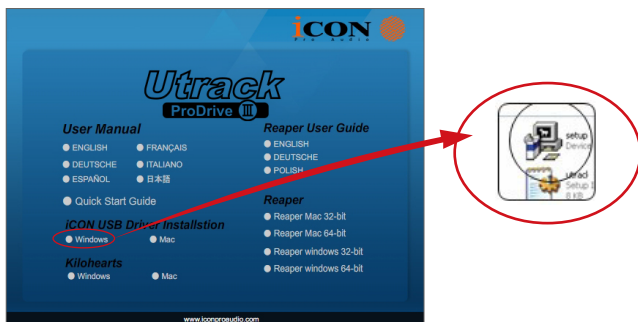 iCON
Pro Audio
Utrack
ProDrive III
User Manual
ENGLISH
FRANÇAIS
DEUTSCHE
ITALIANO
ESPAÑOL
日本語
Quick Start Guide
iCON USB Driver Installstion
Windows
Mac
Kilohearts
Windows
Mac
Reaper User Guide
ENGLISH
DEUTSCHE
POLISH
Reaper
Reaper Mac 32-bit
Reaper Mac 64-bit
Reaper windows 32-bit
Reaper windows 64-bit
www.iconproaudio.com
setup
Device
Setup I
6 KB